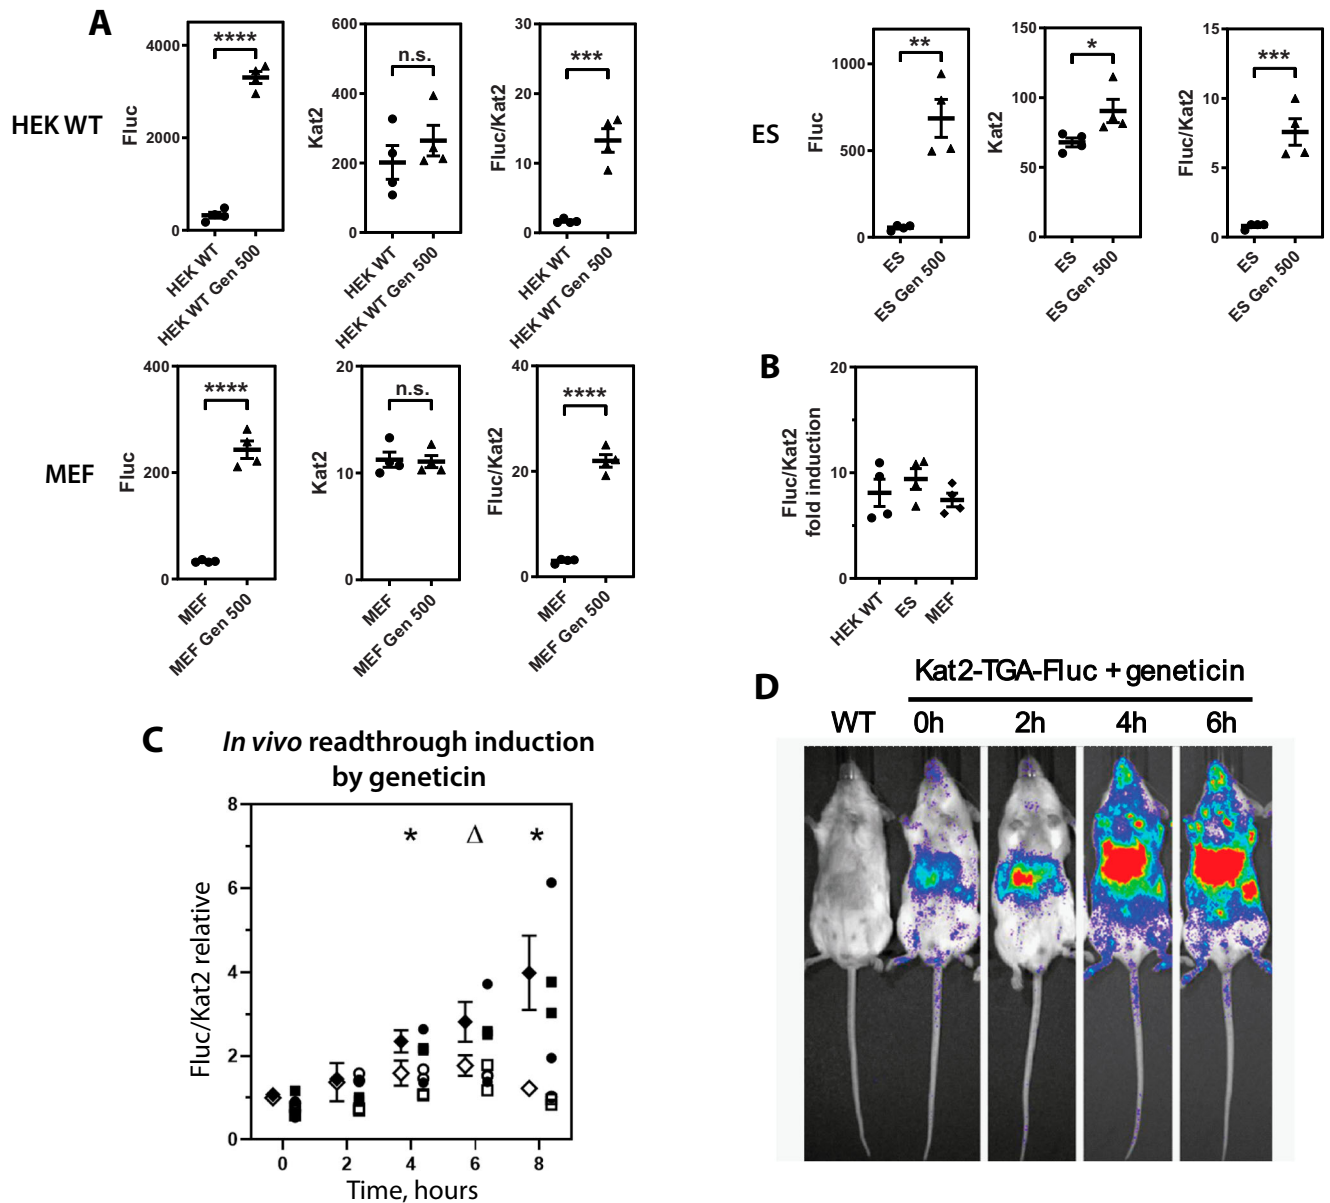 A
HEK WT
Fluc
4000
2000
0
****
HEK WT
HEK WT Gen 500
Kat2
600
400
200
0
n.s.
HEK WT
HEK WT Gen 500
Fluc/Kat2
30
20
10
0
***
HEK WT
HEK WT Gen 500
ES
Fluc
1000
500
0
**
ES
ES Gen 500
Kat2
150
100
50
0
*
ES
ES Gen 500
Fluc/Kat2
15
10
5
0
***
ES
ES Gen 500
MEF
Fluc
400
200
0
****
MEF
MEF Gen 500
Kat2
20
10
0
n.s.
MEF
MEF Gen 500
Fluc/Kat2
40
20
0
****
MEF
MEF Gen 500
B
Fluc/Kat2
fold induction
20
10
0
HEK WT
ES
MEF
C
In vivo readthrough induction
by geneticin
Fluc/Kat2 relative
8
6
4
2
0
* Δ *
0 2 4 6 8
Time, hours
D
Kat2-TGA-Fluc + geneticin
WT 0h 2h 4h 6h